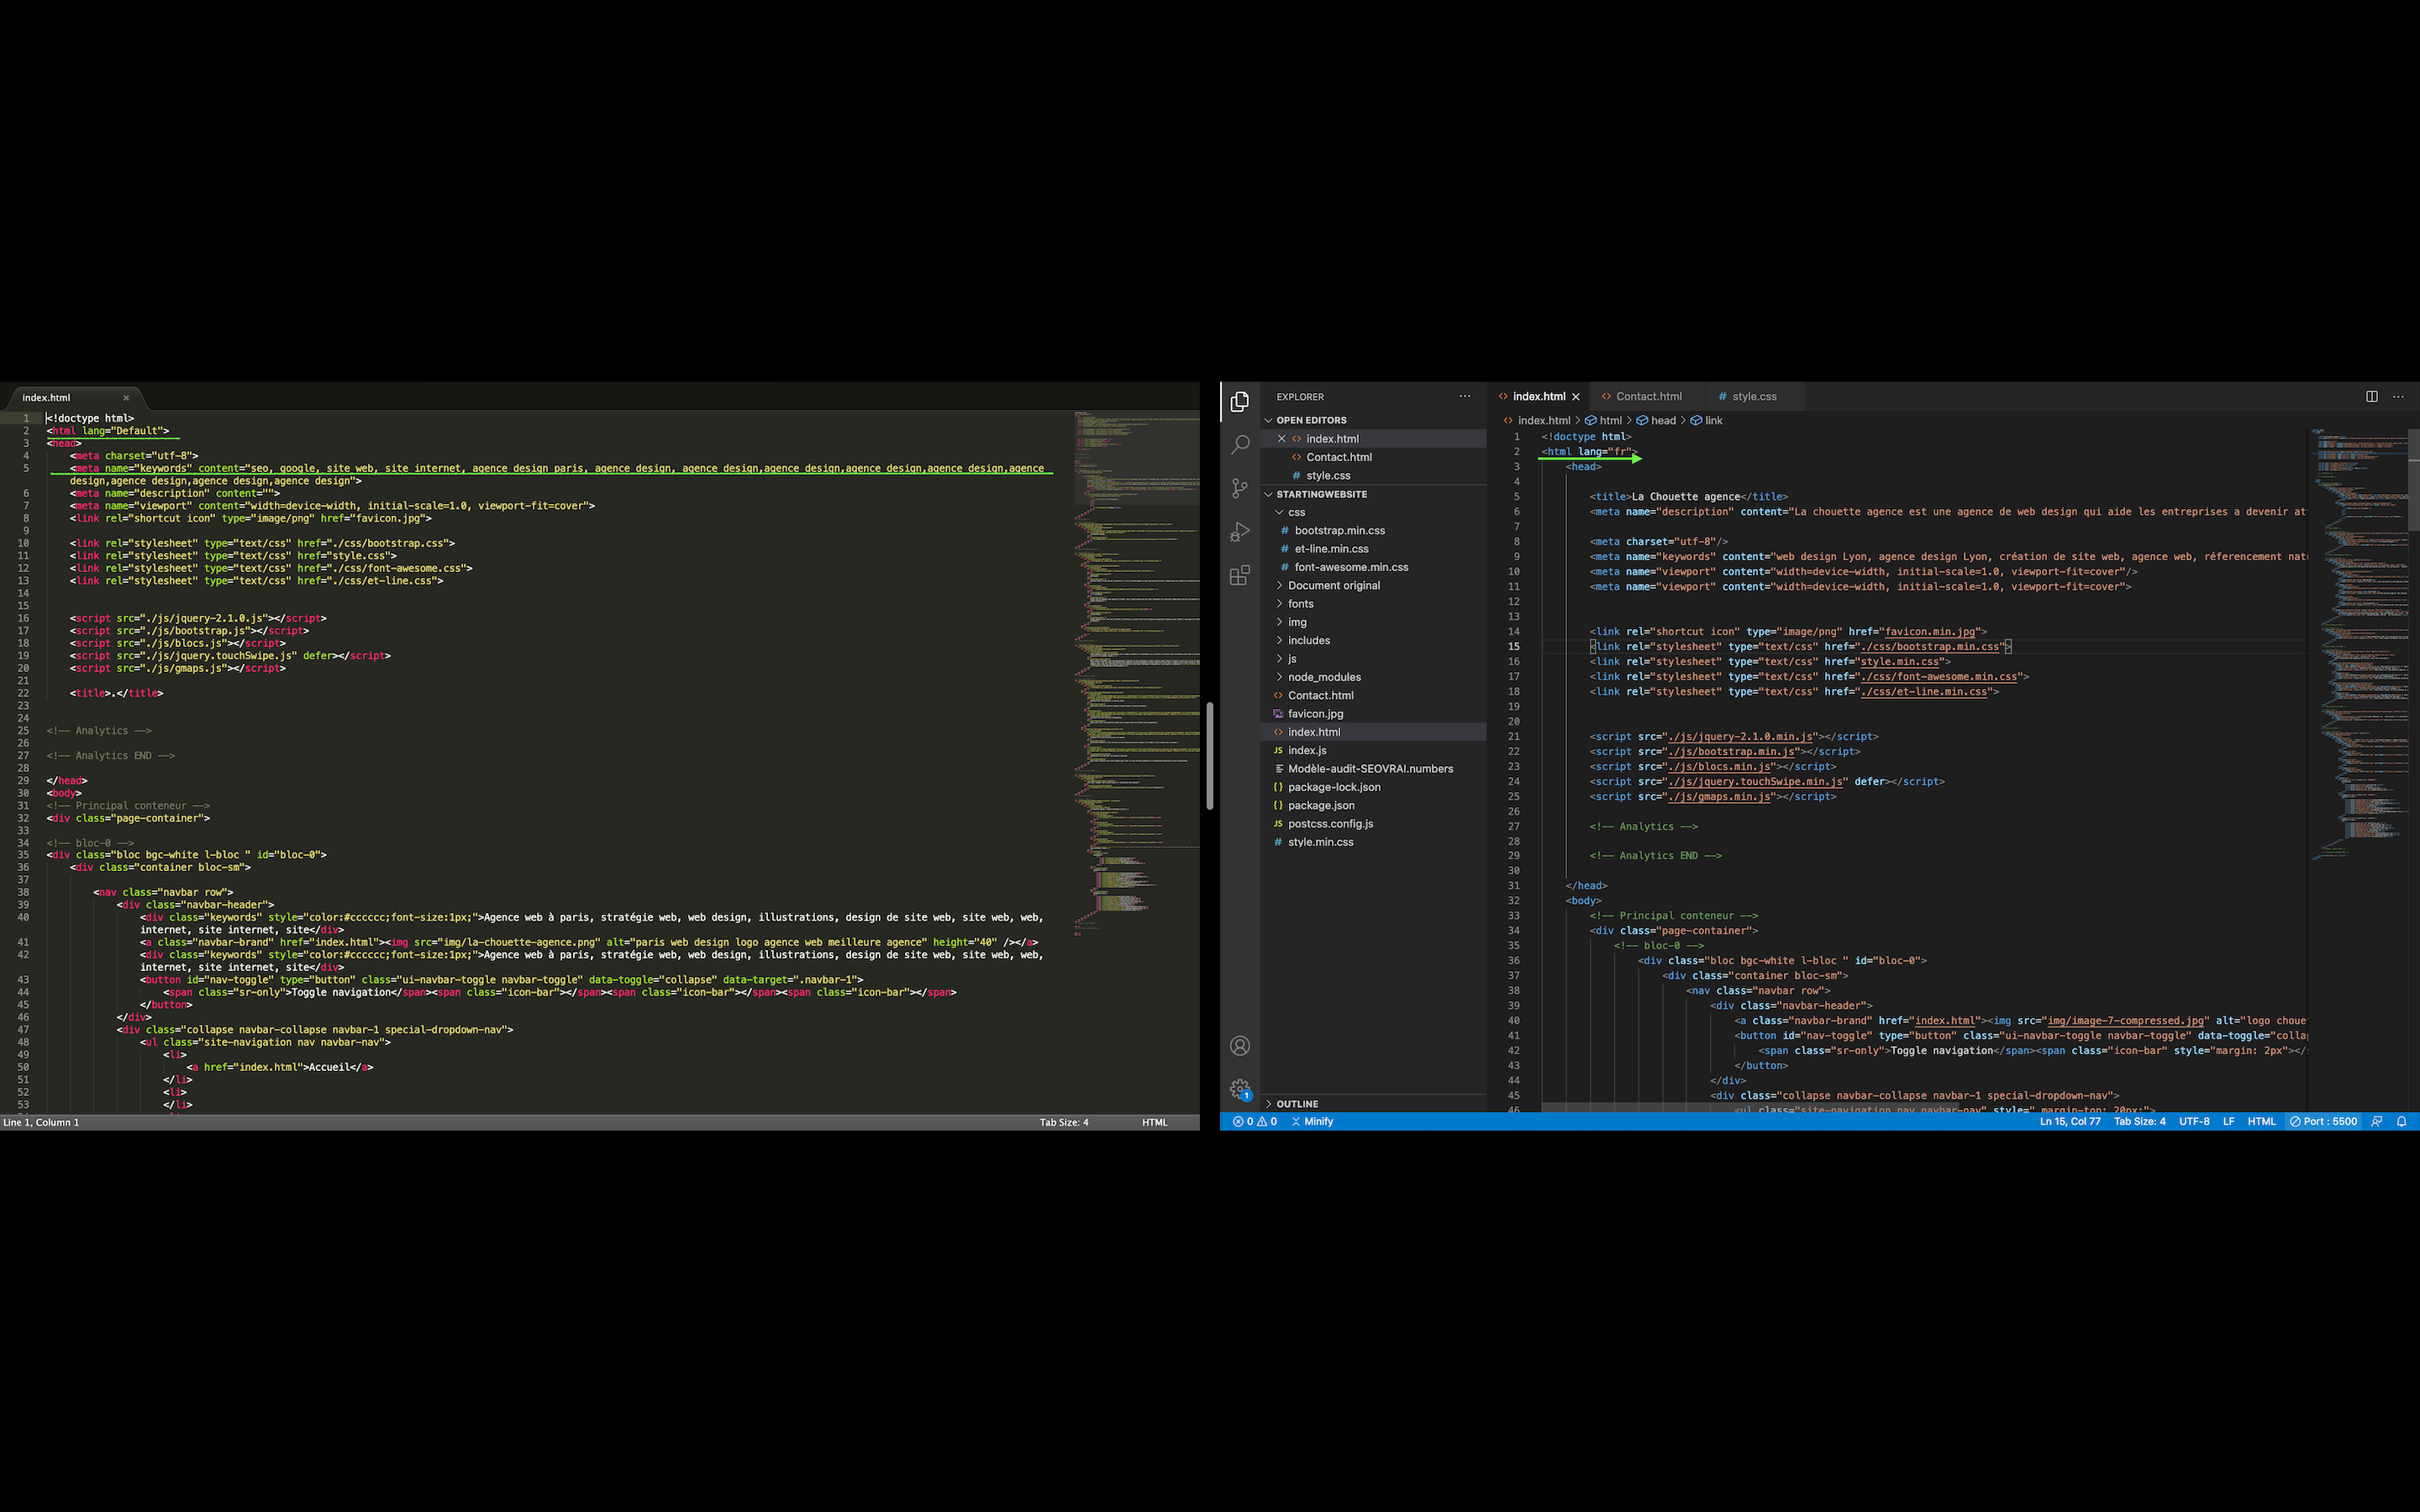 index.html ×
1 <!doctype html>
2 <html lang="Default">
3 <head>
4 <meta charset="utf-8">
5 <meta name="keywords" content="seo, google, site web, site internet, agence design paris, agence design, agence design,agence design,agence design,agence design,agence
design,agence design,agence design,agence design">
6 <meta name="description" content="">
7 <meta name="viewport" content="width=device-width, initial-scale=1.0, viewport-fit=cover">
8 <link rel="shortcut icon" type="image/png" href="favicon.jpg">
9
10 <link rel="stylesheet" type="text/css" href="./css/bootstrap.css">
11 <link rel="stylesheet" type="text/css" href="style.css">
12 <link rel="stylesheet" type="text/css" href="./css/font-awesome.css">
13 <link rel="stylesheet" type="text/css" href="./css/et-line.css">
14
15
16 <script src="./js/jquery-2.1.0.js"></script>
17 <script src="./js/bootstrap.js"></script>
18 <script src="./js/blocs.js"></script>
19 <script src="./js/jquery.touchSwipe.js" defer></script>
20 <script src="./js/gmaps.js"></script>
21
22 <title>.</title>
23
24
25 <!-- Analytics -->
26
27 <!-- Analytics END -->
28
29 </head>
30 <body>
31 <!-- Principal conteneur -->
32 <div class="page-container">
33
34 <!-- bloc-0 -->
35 <div class="bloc bgc-white l-bloc " id="bloc-0">
36 <div class="container bloc-sm">
37
38 <nav class="navbar row">
39 <div class="navbar-header">
40 <div class="keywords" style="color:#cccccc;font-size:1px;">Agence web à paris, stratégie web, web design, illustrations, design de site web, site web, web,
internet, site internet, site</div>
41 <a class="navbar-brand" href="index.html"><img src="img/la-chouette-agence.png" alt="paris web design logo agence web meilleure agence" height="40" /></a>
42 <div class="keywords" style="color:#cccccc;font-size:1px;">Agence web à paris, stratégie web, web design, illustrations, design de site web, site web, web,
internet, site internet, site</div>
43 <button id="nav-toggle" type="button" class="ui-navbar-toggle navbar-toggle" data-toggle="collapse" data-target=".navbar-1">
44 <span class="sr-only">Toggle navigation</span><span class="icon-bar"></span><span class="icon-bar"></span><span class="icon-bar"></span>
45 </button>
46 </div>
47 <div class="collapse navbar-collapse navbar-1 special-dropdown-nav">
48 <ul class="site-navigation nav navbar-nav">
49 <li>
50 <a href="index.html">Accueil</a>
51 </li>
52 <li>
53 </li>
Line 1, Column 1 Tab Size: 4 HTML
EXPLORER ···
OPEN EDITORS
× index.html
Contact.html
# style.css
STARTINGWEBSITE
css
# bootstrap.min.css
# et-line.min.css
# font-awesome.min.css
Document original
fonts
img
includes
js
node_modules
Contact.html
favicon.jpg
index.html
JS index.js
Modèle-audit-SEOVRAI.numbers
{} package-lock.json
{} package.json
JS postcss.config.js
# style.min.css
OUTLINE
1
index.html × Contact.html # style.css
index.html > html > head > link
1 <!doctype html>
2 <html lang="fr">
3 <head>
4
5 <title>La Chouette agence</title>
6 <meta name="description" content="La chouette agence est une agence de web design qui aide les entreprises a devenir att
7
8 <meta charset="utf-8"/>
9 <meta name="keywords" content="web design Lyon, agence design Lyon, création de site web, agence web, réferencement natu
10 <meta name="viewport" content="width=device-width, initial-scale=1.0, viewport-fit=cover"/>
11 <meta name="viewport" content="width=device-width, initial-scale=1.0, viewport-fit=cover">
12
13
14 <link rel="shortcut icon" type="image/png" href="favicon.min.jpg">
15 <link rel="stylesheet" type="text/css" href="./css/bootstrap.min.css">
16 <link rel="stylesheet" type="text/css" href="style.min.css">
17 <link rel="stylesheet" type="text/css" href="./css/font-awesome.min.css">
18 <link rel="stylesheet" type="text/css" href="./css/et-line.min.css">
19
20
21 <script src="./js/jquery-2.1.0.min.js"></script>
22 <script src="./js/bootstrap.min.js"></script>
23 <script src="./js/blocs.min.js"></script>
24 <script src="./js/jquery.touchSwipe.min.js" defer></script>
25 <script src="./js/gmaps.min.js"></script>
26
27 <!-- Analytics -->
28
29 <!-- Analytics END -->
30
31 </head>
32 <body>
33 <!-- Principal conteneur -->
34 <div class="page-container">
35 <!-- bloc-0 -->
36 <div class="bloc bgc-white l-bloc " id="bloc-0">
37 <div class="container bloc-sm">
38 <nav class="navbar row">
39 <div class="navbar-header">
40 <a class="navbar-brand" href="index.html"><img src="img/image-7-compressed.jpg" alt="logo choue
41 <button id="nav-toggle" type="button" class="ui-navbar-toggle navbar-toggle" data-toggle="colla
42 <span class="sr-only">Toggle navigation</span><span class="icon-bar" style="margin: 2px"></
43 </button>
44 </div>
45 <div class="collapse navbar-collapse navbar-1 special-dropdown-nav">
46 <ul class="site-navigation nav navbar-nav" style=" margin-top: 20px;">
0 0 Minify Ln 15, Col 77 Tab Size: 4 UTF-8 LF HTML Port : 5500